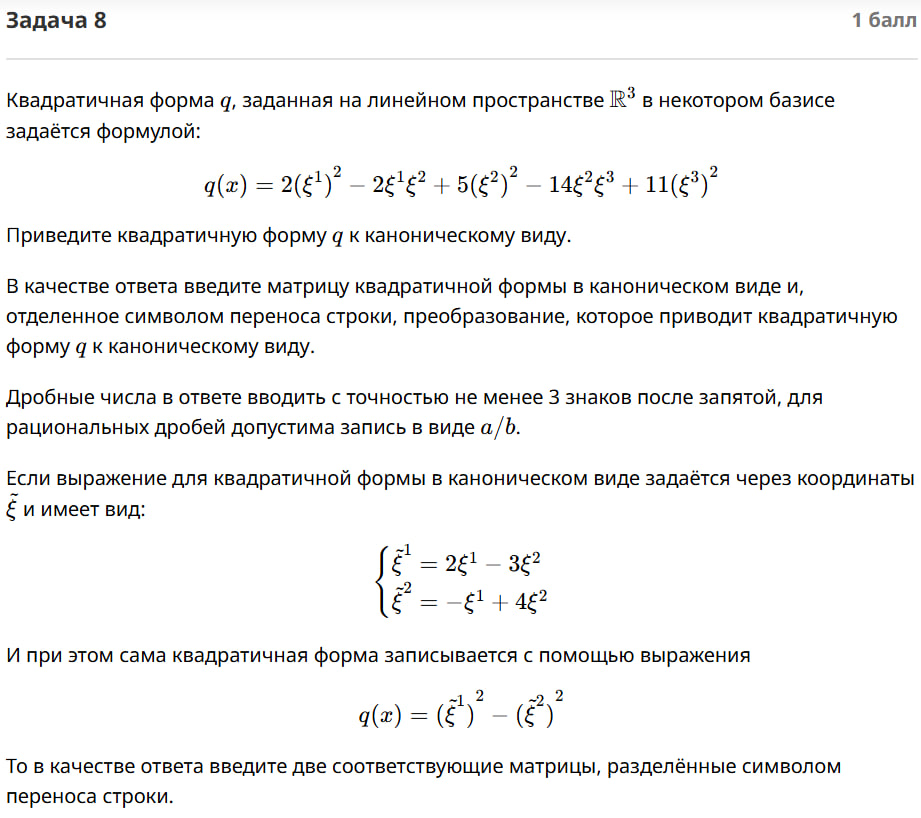 Задача 8
1 балл
Квадратичная форма q, заданная на линейном пространстве ℝ³ в некотором базисе
задаётся формулой:
q(x) = 2(ξ¹)² − 2ξ¹ξ² + 5(ξ²)² − 14ξ²ξ³ + 11(ξ³)²
Приведите квадратичную форму q к каноническому виду.
В качестве ответа введите матрицу квадратичной формы в каноническом виде и,
отделенное символом переноса строки, преобразование, которое приводит квадратичную
форму q к каноническому виду.
Дробные числа в ответе вводить с точностью не менее 3 знаков после запятой, для
рациональных дробей допустима запись в виде a/b.
Если выражение для квадратичной формы в каноническом виде задаётся через координаты
ξ̃ и имеет вид:
ξ̃¹ = 2ξ¹ − 3ξ²
ξ̃² = −ξ¹ + 4ξ²
И при этом сама квадратичная форма записывается с помощью выражения
q(x) = (ξ̃¹)² − (ξ̃²)²
То в качестве ответа введите две соответствующие матрицы, разделённые символом
переноса строки.